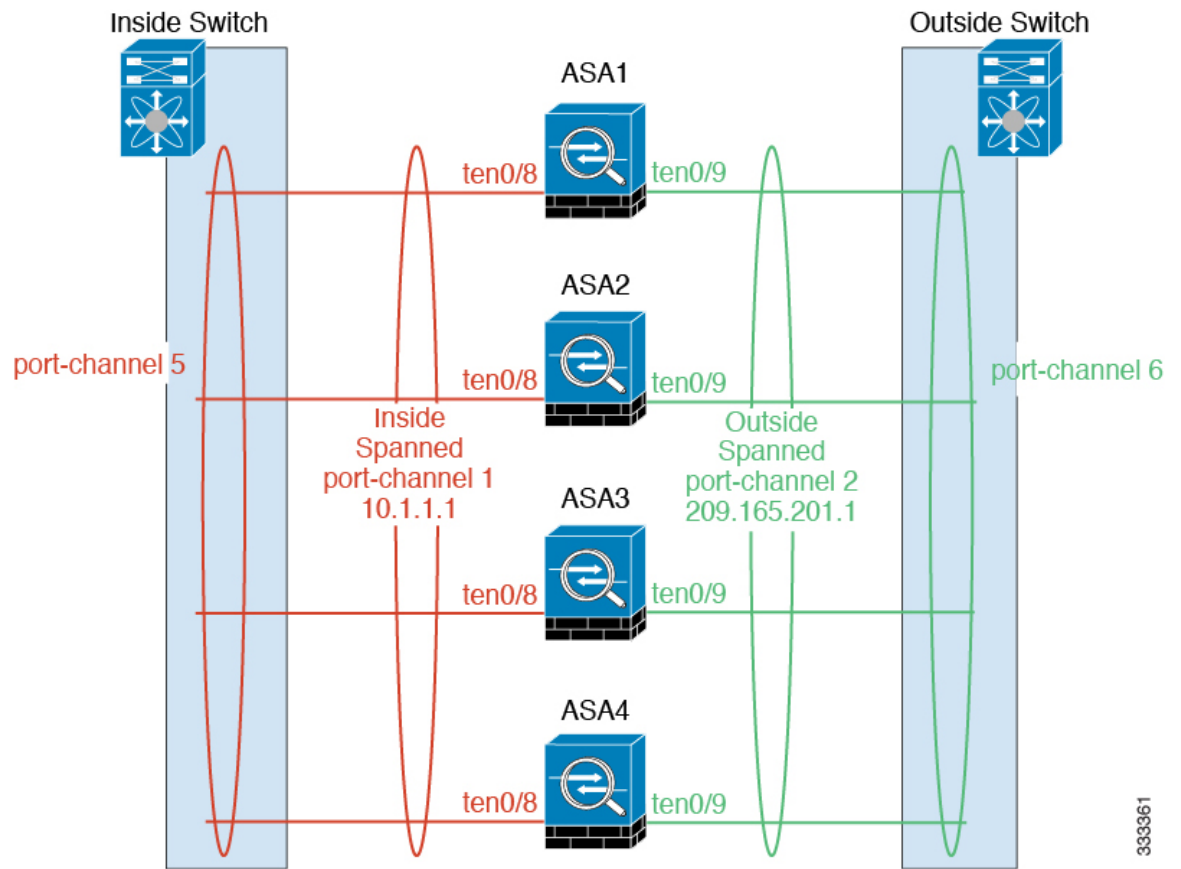 Inside Switch
Outside Switch
ASA1
ten0/8
ten0/9
ASA2
port-channel 5
ten0/8
ten0/9
port-channel 6
Inside
Spanned
port-channel 1
10.1.1.1
Outside
Spanned
port-channel 2
209.165.201.1
ASA3
ten0/8
ten0/9
ASA4
ten0/8
ten0/9
333361